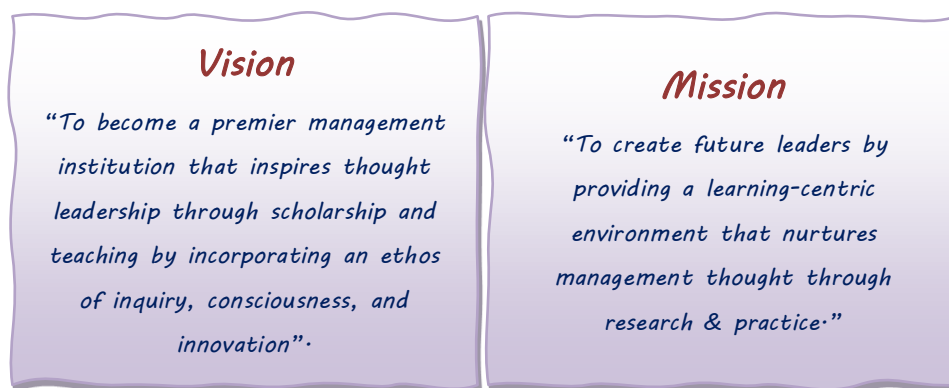 Vision
“To become a premier management
institution that inspires thought
leadership through scholarship and
teaching by incorporating an ethos
of inquiry, consciousness, and
innovation”.
Mission
“To create future leaders by
providing a learning-centric
environment that nurtures
management thought through
research & practice.”